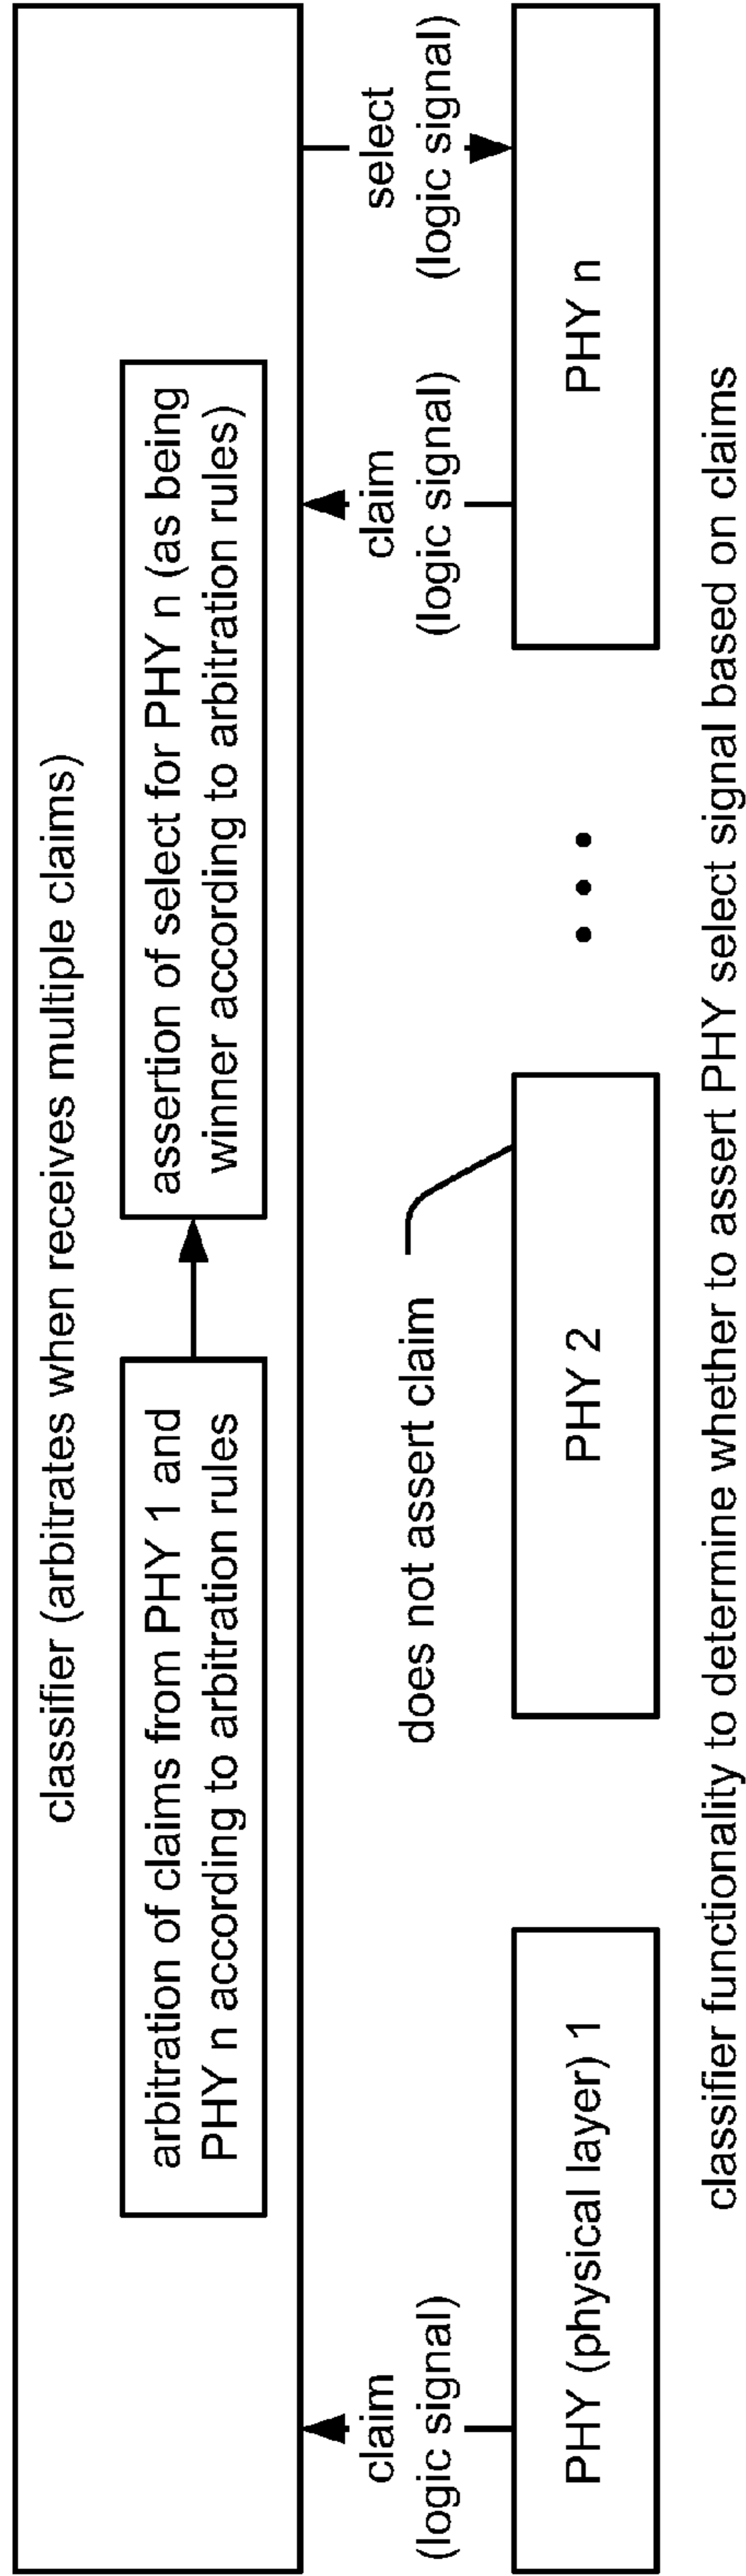 classifier (arbitrates when receives multiple claims)
arbitration of claims from PHY 1 and
PHY n according to arbitration rules
assertion of select for PHY n (as being
winner according to arbitration rules)
claim
(logic signal)
does not assert claim
claim
(logic signal)
select
(logic signal)
PHY (physical layer) 1
PHY 2
• • •
PHY n
classifier functionality to determine whether to assert PHY select signal based on claims